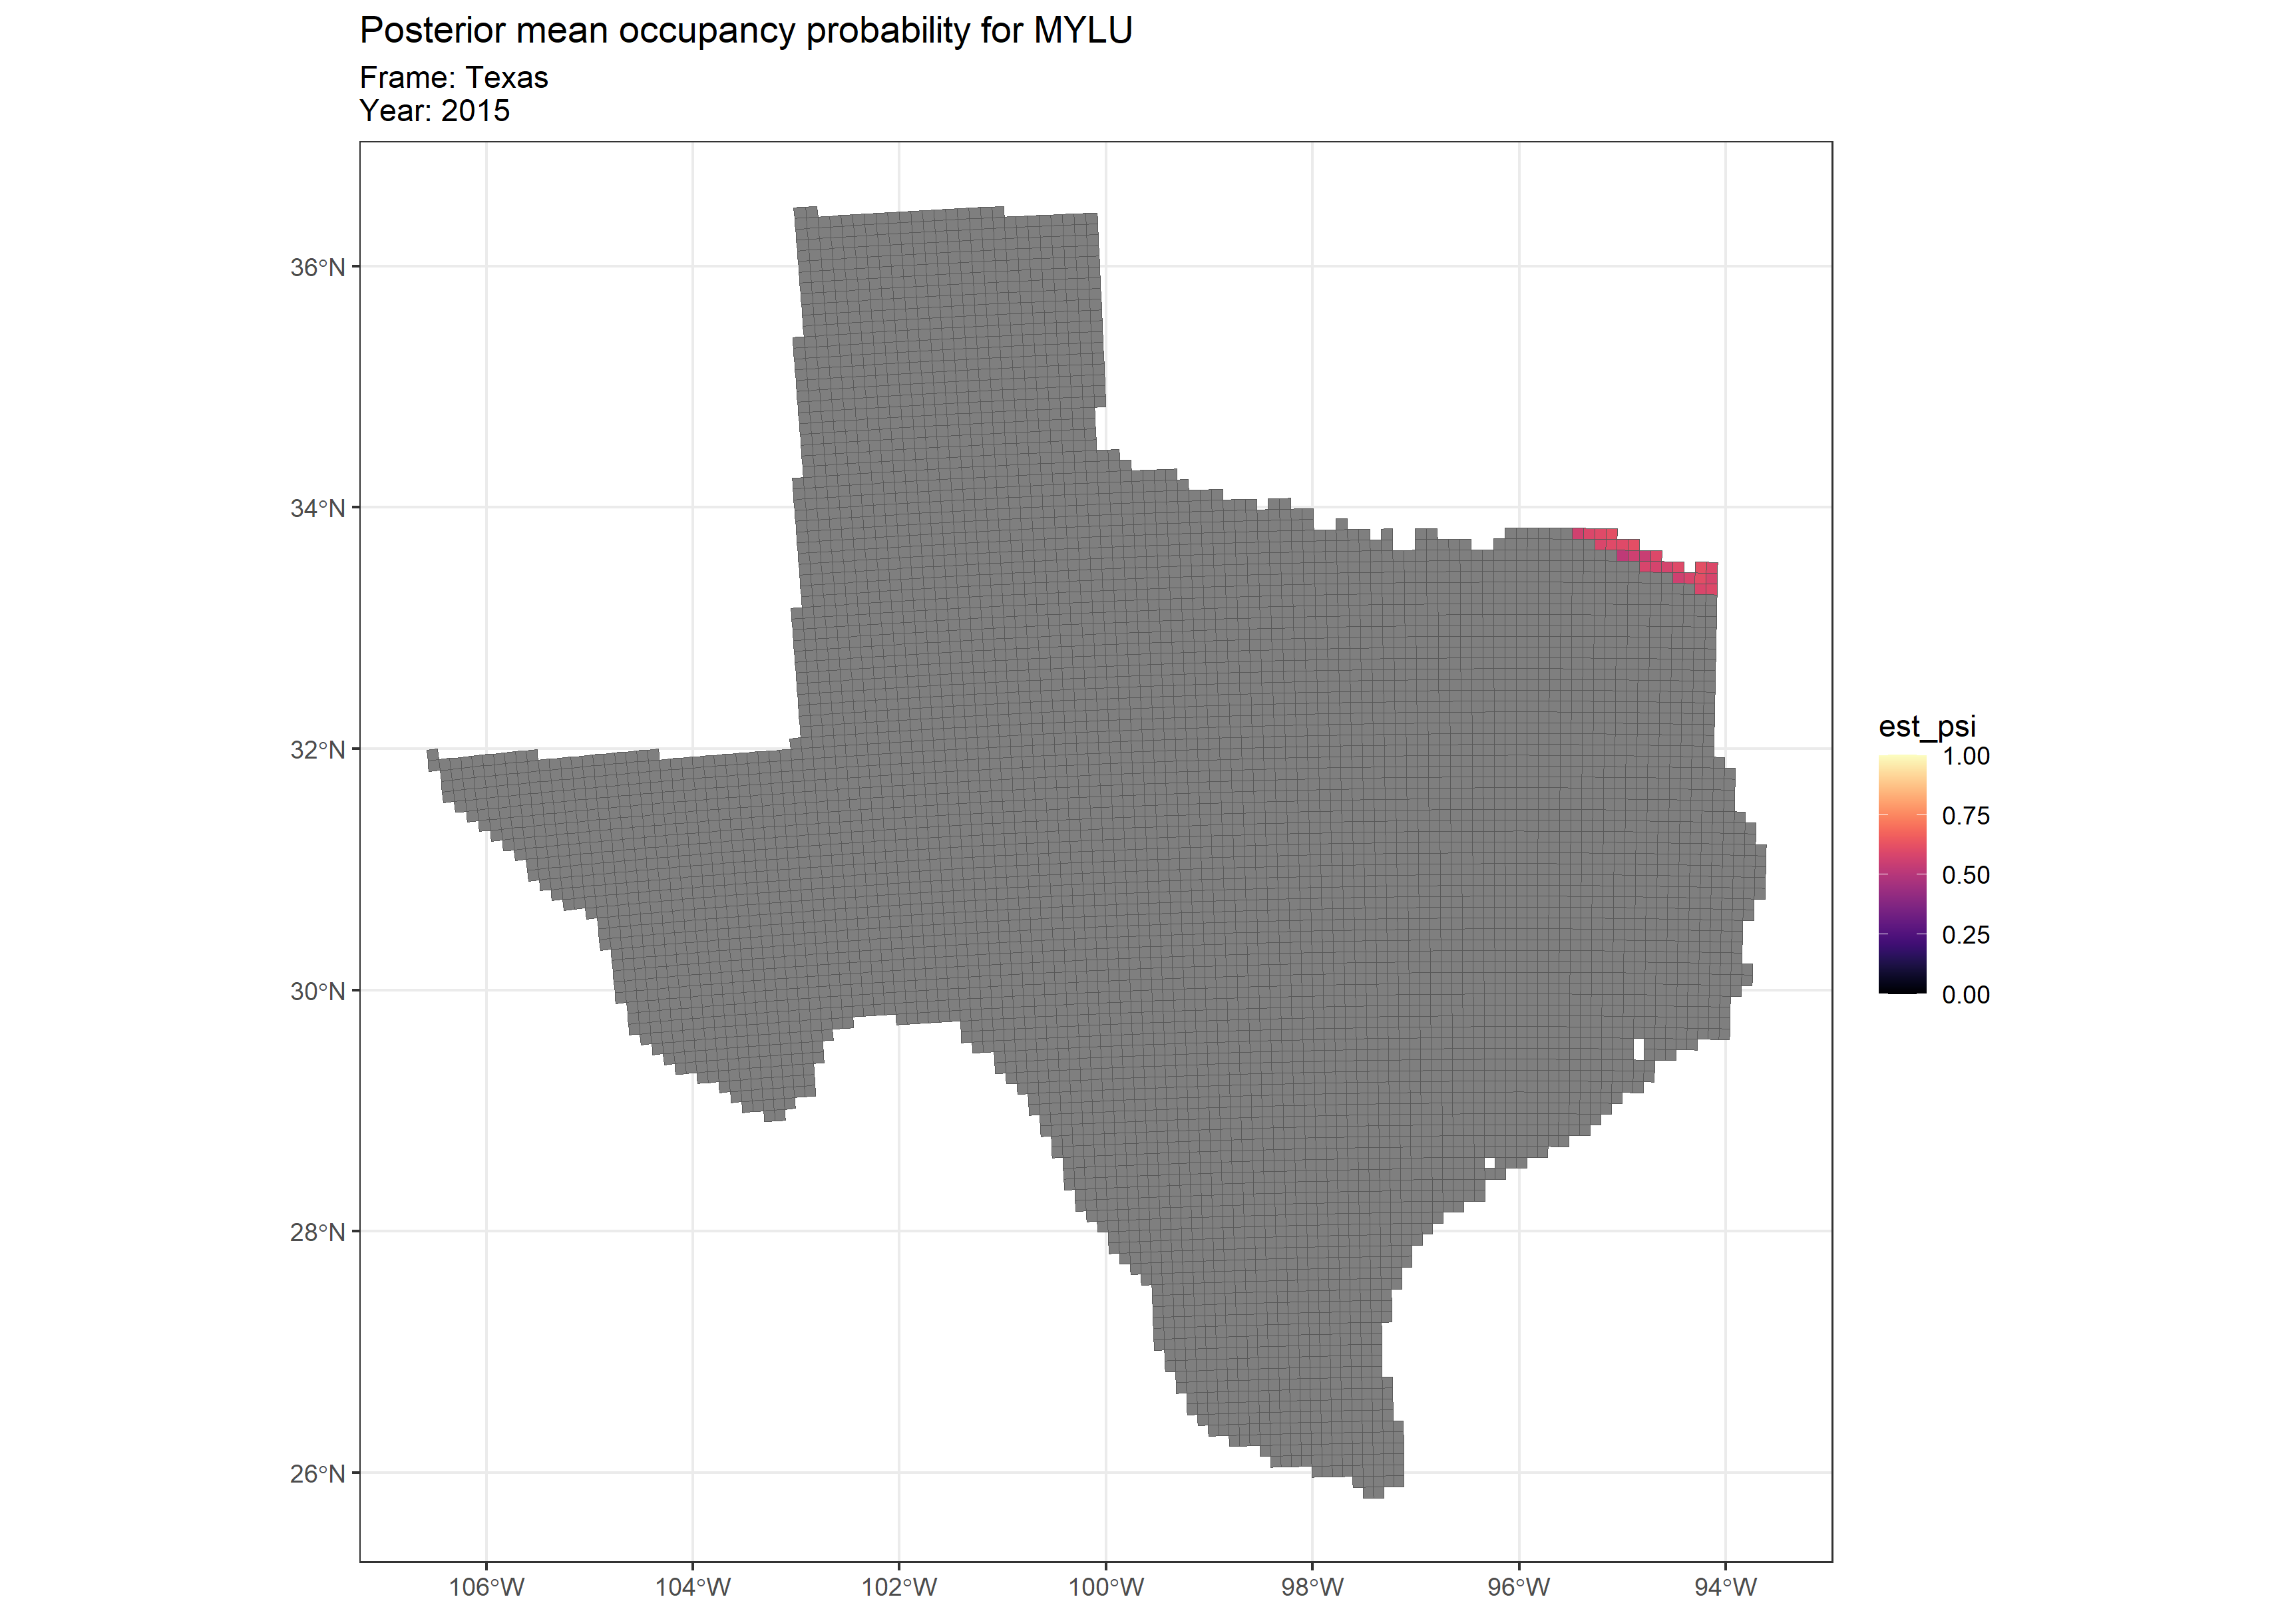 Posterior mean occupancy probability for MYLU
Frame: Texas
Year: 2015
36°N
34°N
32°N
30°N
28°N
26°N
106°W
104°W
102°W
100°W
98°W
96°W
94°W
est_psi
1.00
0.75
0.50
0.25
0.00